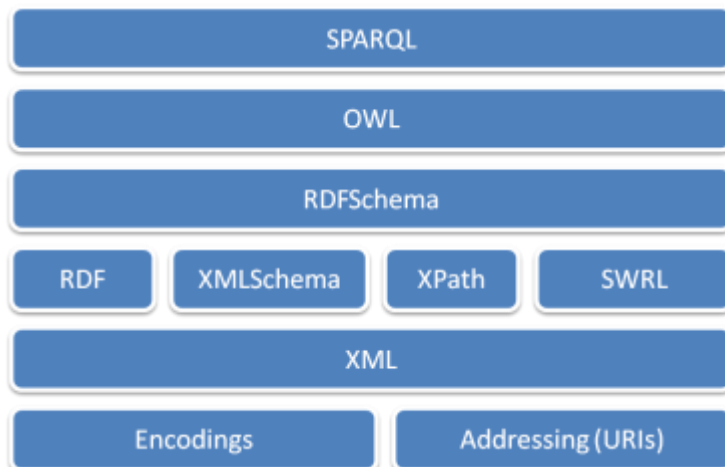 SPARQL
OWL
RDFSchema
RDF XMLSchema XPath SWRL
XML
Encodings Addressing (URIs)